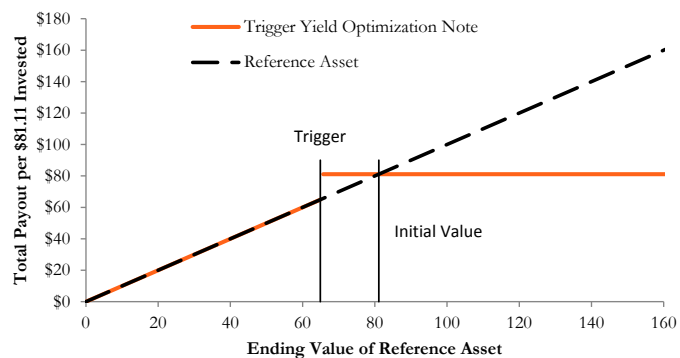 Total Payout per $81.11 Invested
$180
$160
$140
$120
$100
$80
$60
$40
$20
$0
Trigger Yield Optimization Note
Reference Asset
Trigger
Initial Value
0 20 40 60 80 100 120 140 160
Ending Value of Reference Asset